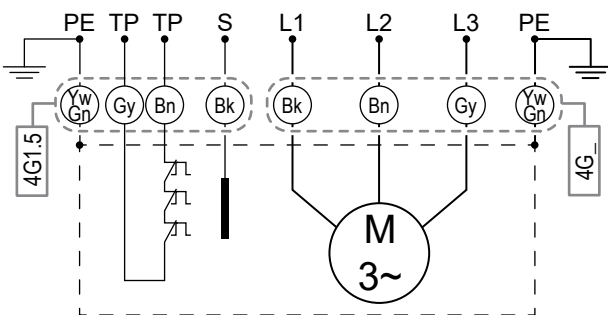 PE TP TP S L1 L2 L3 PE
Yw Gn Gy Bn Bk Bk Bn Gy Yw Gn
4G1.5
4G_
M
3~